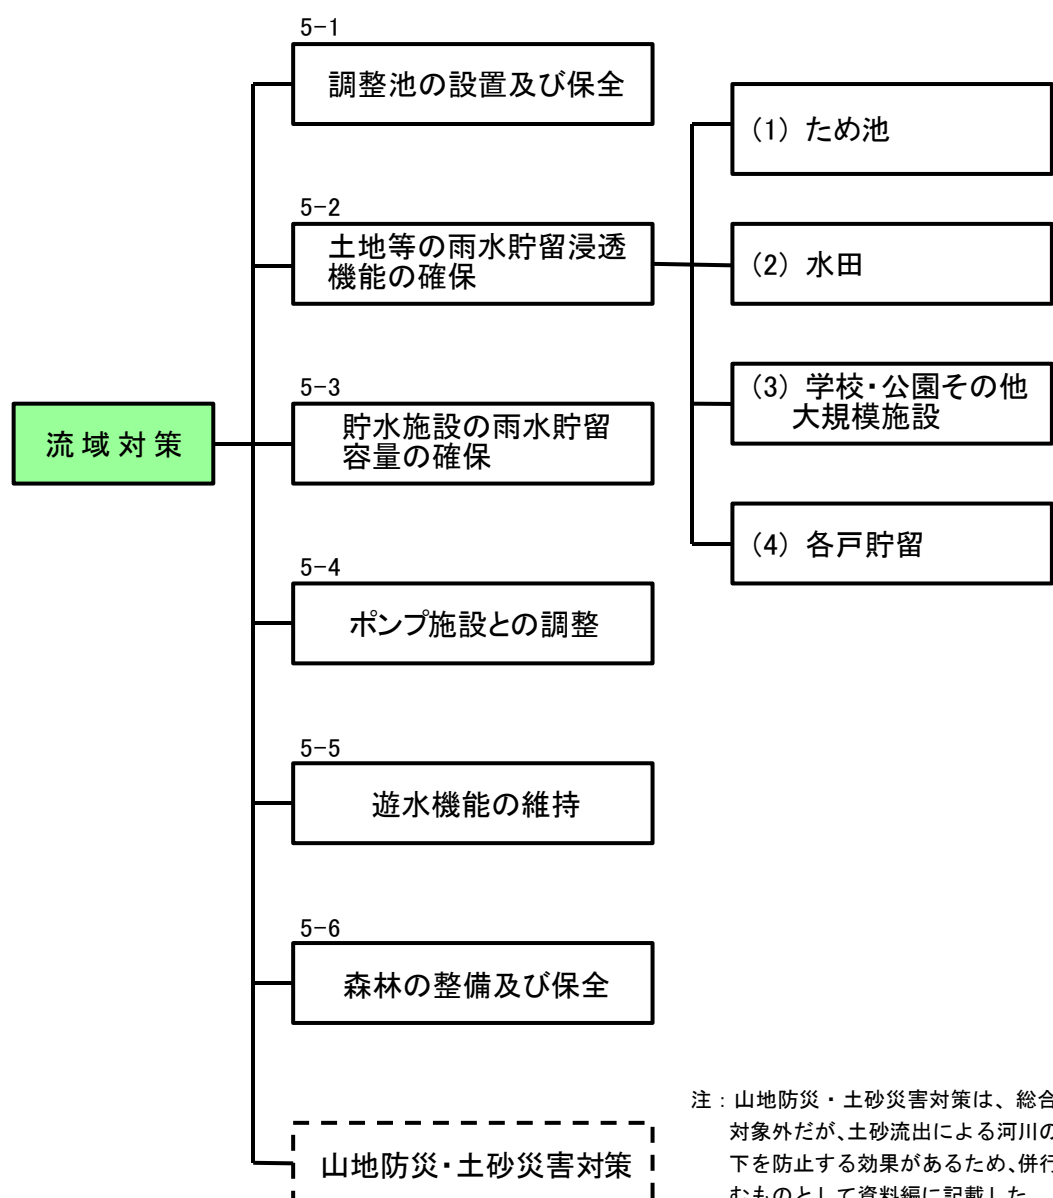 流域対策
5-1
調整池の設置及び保全
5-2
土地等の雨水貯留浸透
機能の確保
(1) ため池
(2) 水田
(3) 学校・公園その他
大規模施設
(4) 各戸貯留
5-3
貯水施設の雨水貯留
容量の確保
5-4
ポンプ施設との調整
5-5
遊水機能の維持
5-6
森林の整備及び保全
山地防災・土砂災害対策
注：山地防災・土砂災害対策は、総合
対象外だが、土砂流出による河川の
下を防止する効果があるため、併行
むものとして資料編に記載した。